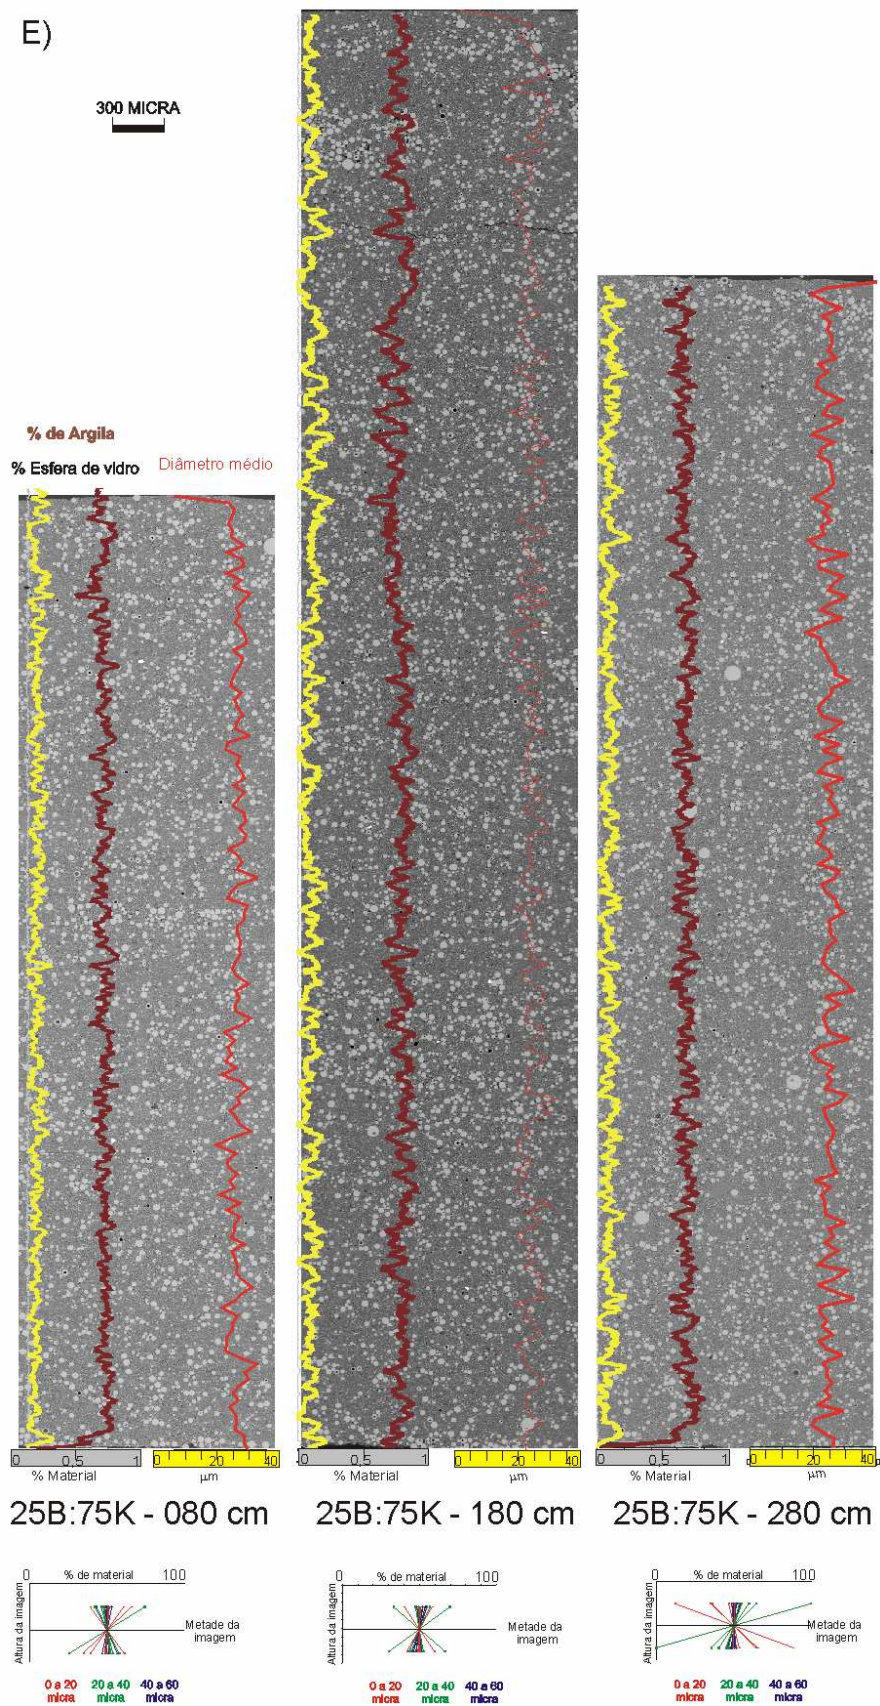 E)
300 MICRA
% de Argila
% Esfera de vidro
Diâmetro médio
0 0,5 1 20 40
% Material µm
0 0,5 1 20 40
% Material µm
0 0,5 1 20 40
% Material µm
25B:75K - 080 cm
25B:75K - 180 cm
25B:75K - 280 cm
0 % de material 100
Altura da imagem
Metade da
imagem
0 a 20
micra
20 a 40
micra
40 a 60
micra
0 % de material 100
Altura da imagem
Metade da
imagem
0 a 20
micra
20 a 40
micra
40 a 60
micra
0 % de material 100
Altura da imagem
Metade da
imagem
0 a 20
micra
20 a 40
micra
40 a 60
micra